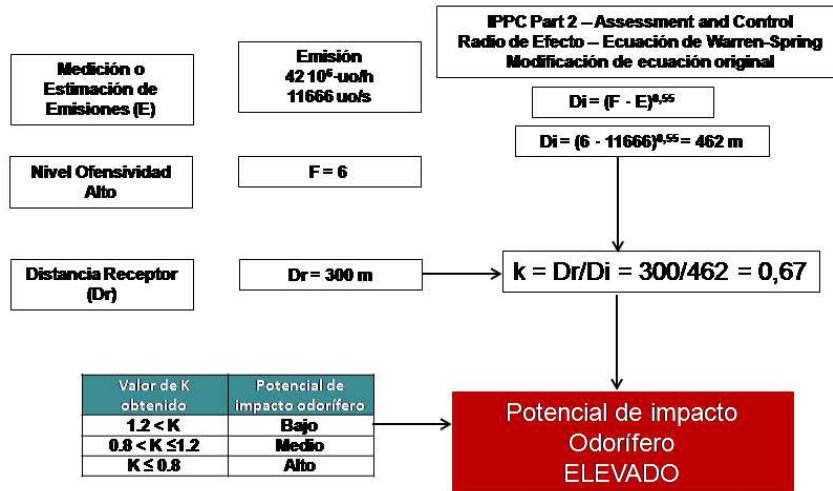 IPPC Part 2 – Assessment and Control
Radio de Efecto – Ecuación de Warren-Spring
Modificación de ecuación original
Medición o
Estimación de
Emisiones (E)
Emisión
42 10⁶-uo/h
11666 uo/s
Di = (F - E)⁰,⁵⁵
Di = (6 - 11666)⁰,⁵⁵ = 462 m
Nivel Ofensividad
Alto
F = 6
Distancia Receptor
(Dr)
Dr = 300 m
k = Dr/Di = 300/462 = 0,67
Valor de K
obtenido
Potencial de
impacto odorífero
1.2 < K
Bajo
0.8 < K ≤1.2
Medio
K ≤ 0.8
Alto
Potencial de impacto
Odorífero
ELEVADO